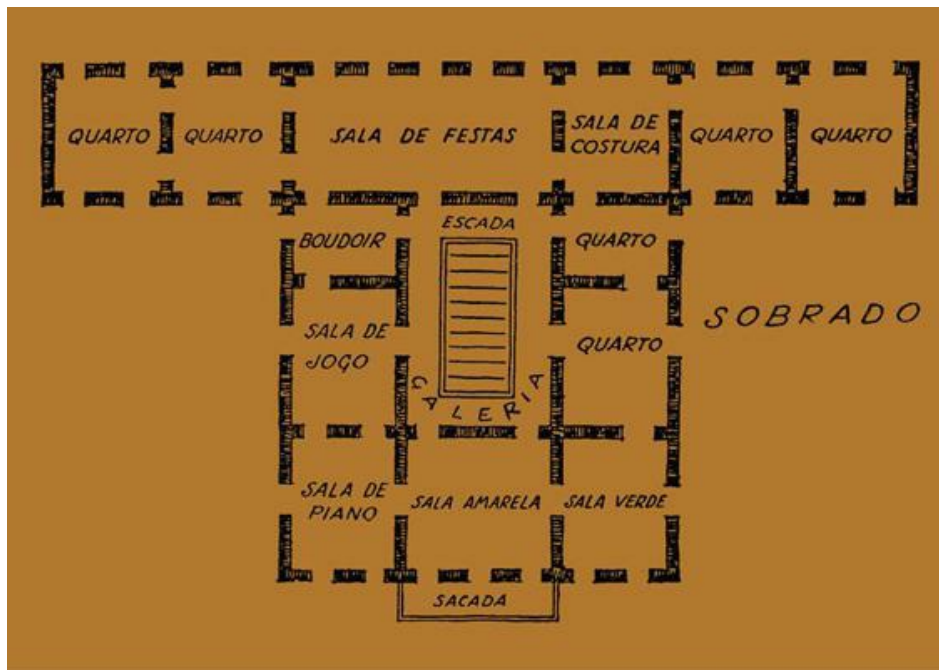 QUARTO
QUARTO
SALA DE FESTAS
SALA DE
COSTURA
QUARTO
QUARTO
ESCADA
BOUDOIR
QUARTO
SOBRADO
SALA DE
JOGO
QUARTO
GALERIA
SALA DE
PIANO
SALA AMARELA
SALA VERDE
SACADA